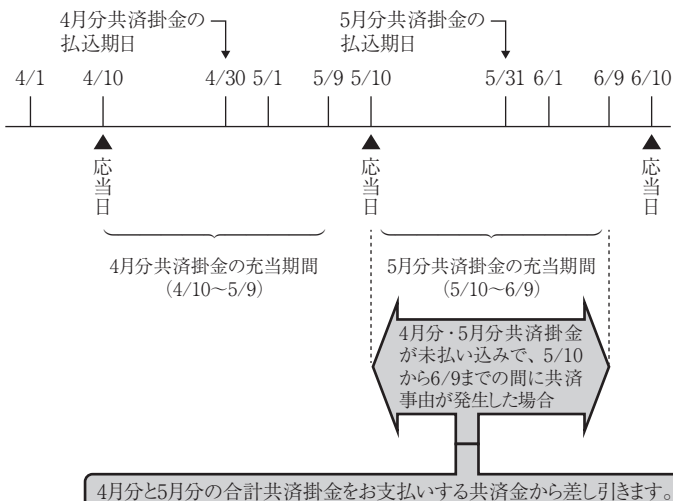 4月分共済掛金の
払込期日
5月分共済掛金の
払込期日
4/1 4/10 4/30 5/1 5/9 5/10 5/31 6/1 6/9 6/10
応当日
応当日
応当日
4月分共済掛金の充当期間
(4/10~5/9)
5月分共済掛金の充当期間
(5/10~6/9)
4月分・5月分共済掛金
が未払い込みで、5/10
から6/9までの間に共済
事由が発生した場合
4月分と5月分の合計共済掛金をお支払いする共済金から差し引きます。